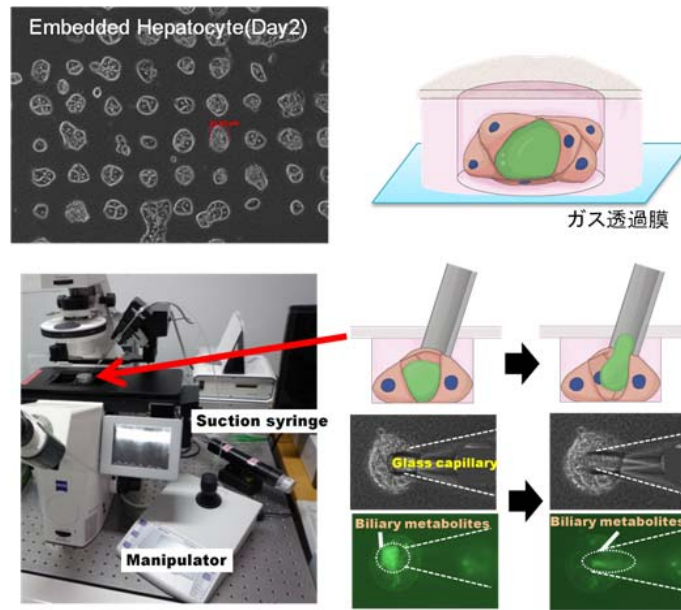 Embedded Hepatocyte(Day2)
ガス透過膜
Suction syringe
Manipulator
Glass capillary
Biliary metabolites
Biliary metabolites